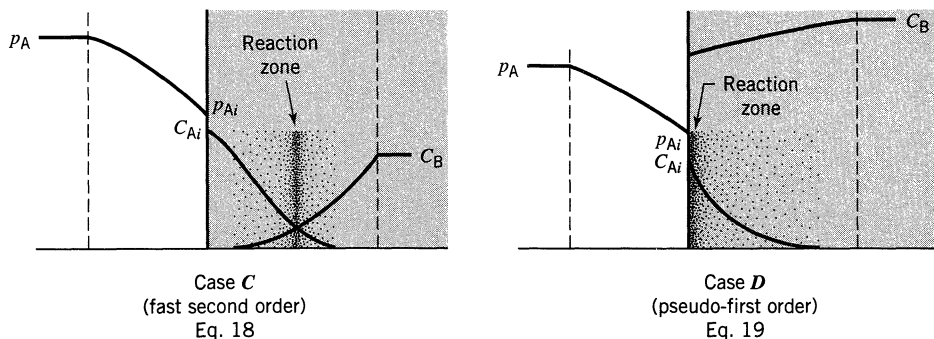 p_A
Reaction
zone
p_Ai
C_Ai
C_B
Case C
(fast second order)
Eq. 18
C_B
p_A
Reaction
zone
p_Ai
C_Ai
Case D
(pseudo-first order)
Eq. 19